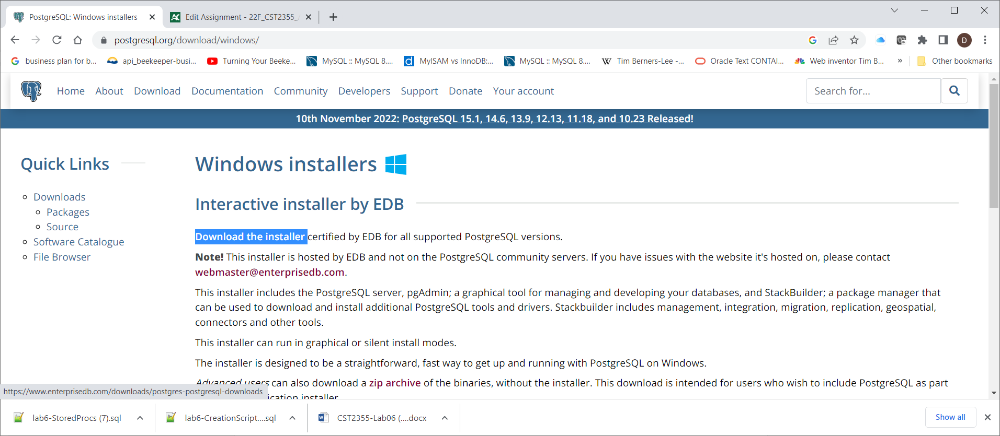 PostgreSQL: Windows installers
Edit Assignment - 22F_CST2355_
postgresql.org/download/windows/
D
business plan for b...
api_beekeeper-busi...
Turning Your Beeke...
MySQL :: MySQL 8....
MyISAM vs InnoDB:...
MySQL :: MySQL 8....
Tim Berners-Lee -...
Oracle Text CONTAI...
Web inventor Tim B...
»
Other bookmarks
Home
About
Download
Documentation
Community
Developers
Support
Donate
Your account
Search for...
10th November 2022: PostgreSQL 15.1, 14.6, 13.9, 12.13, 11.18, and 10.23 Released!
Quick Links
Downloads
Packages
Source
Software Catalogue
File Browser
Windows installers
Interactive installer by EDB
Download the installer certified by EDB for all supported PostgreSQL versions.
Note! This installer is hosted by EDB and not on the PostgreSQL community servers. If you have issues with the website it's hosted on, please contact
webmaster@enterprisedb.com.
This installer includes the PostgreSQL server, pgAdmin; a graphical tool for managing and developing your databases, and StackBuilder; a package manager that
can be used to download and install additional PostgreSQL tools and drivers. Stackbuilder includes management, integration, migration, replication, geospatial,
connectors and other tools.
This installer can run in graphical or silent install modes.
The installer is designed to be a straightforward, fast way to get up and running with PostgreSQL on Windows.
Advanced users can also download a zip archive of the binaries, without the installer. This download is intended for users who wish to include PostgreSQL as part
ication installer.
https://www.enterprisedb.com/downloads/postgres-postgresql-downloads
lab6-StoredProcs (7).sql
lab6-CreationScript....sql
CST2355-Lab06 (....docx
Show all